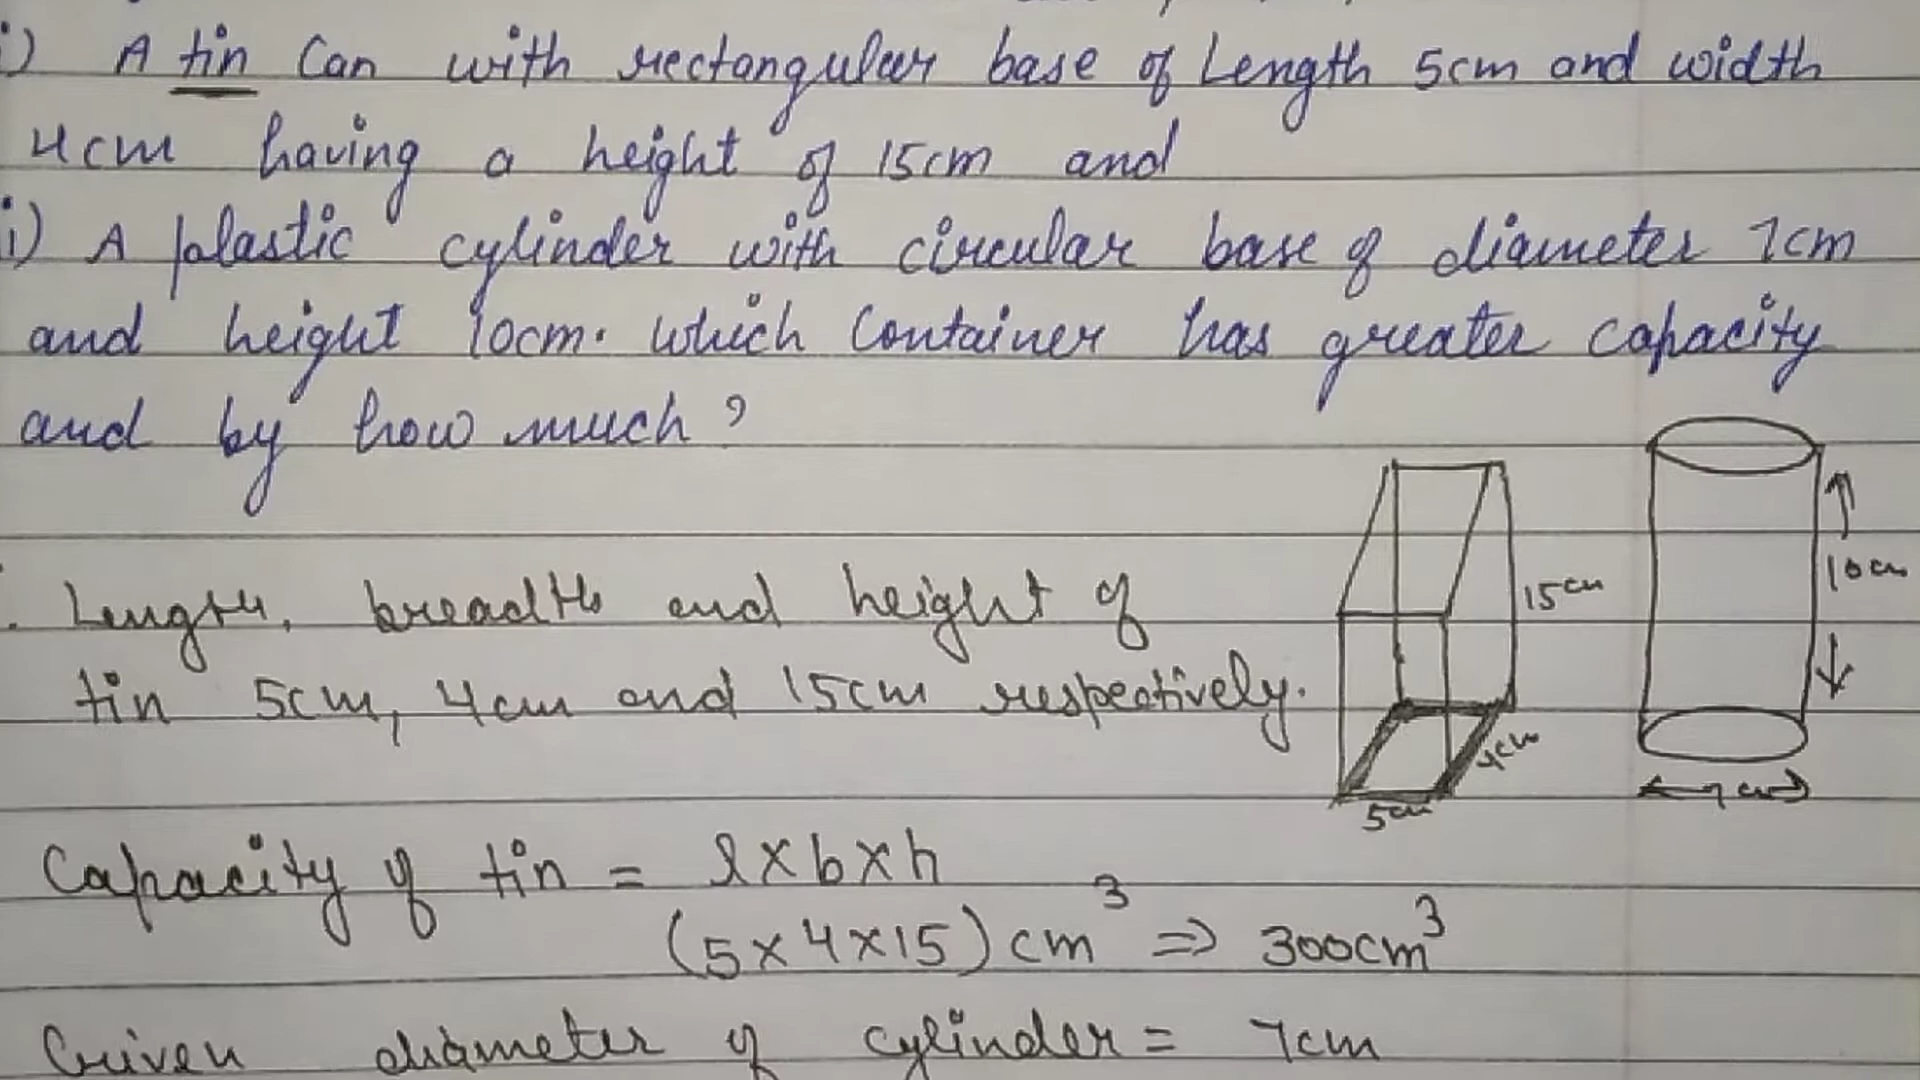 i) A tin Can with rectangular base of Length 5cm and width
4cm having a height of 15cm and
i) A plastic cylinder with circular base of diameter 7cm
and height 10cm. which Container has greater capacity
and by how much?
Length, breadth and height of
tin 5cm, 4cm and 15cm respectively.
15cm
10cm
4cm
5cm
7cm
Capacity of tin = l×b×h
(5×4×15)cm³ ⇒ 300cm³
Given diameter of cylinder = 7cm